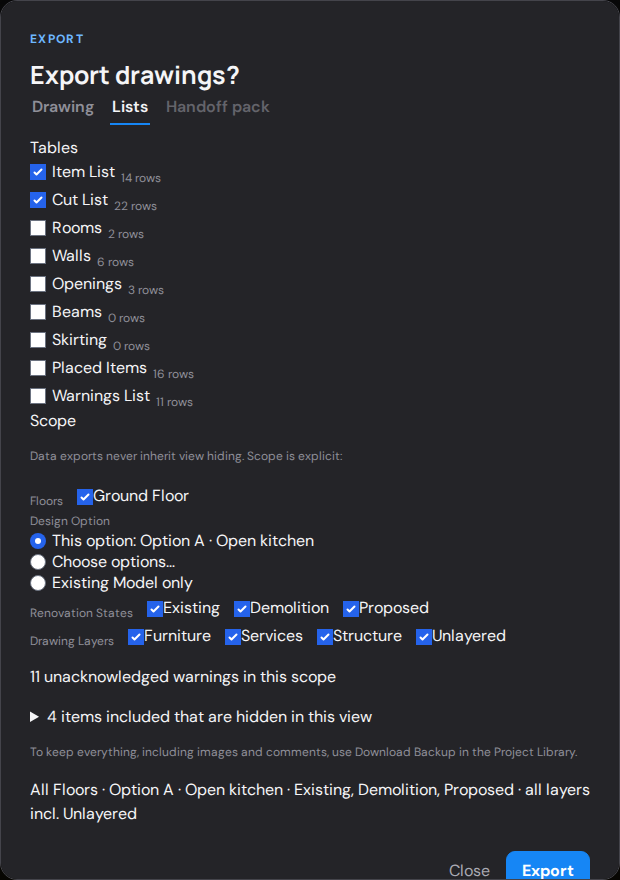 EXPORT
Export drawings?
Drawing Lists Handoff pack
Tables
Item List 14 rows
Cut List 22 rows
Rooms 2 rows
Walls 6 rows
Openings 3 rows
Beams 0 rows
Skirting 0 rows
Placed Items 16 rows
Warnings List 11 rows
Scope
Data exports never inherit view hiding. Scope is explicit:
Floors Ground Floor
Design Option
This option: Option A · Open kitchen
Choose options...
Existing Model only
Renovation States Existing Demolition Proposed
Drawing Layers Furniture Services Structure Unlayered
11 unacknowledged warnings in this scope
4 items included that are hidden in this view
To keep everything, including images and comments, use Download Backup in the Project Library.
All Floors · Option A · Open kitchen · Existing, Demolition, Proposed · all layers
incl. Unlayered
Close Export